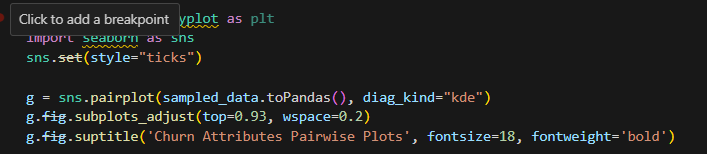 Click to add a breakpoint yplot as plt
import seaborn as sns
sns.set(style="ticks")
g = sns.pairplot(sampled_data.toPandas(), diag_kind="kde")
g.fig.subplots_adjust(top=0.93, wspace=0.2)
g.fig.suptitle('Churn Attributes Pairwise Plots', fontsize=18, fontweight='bold')